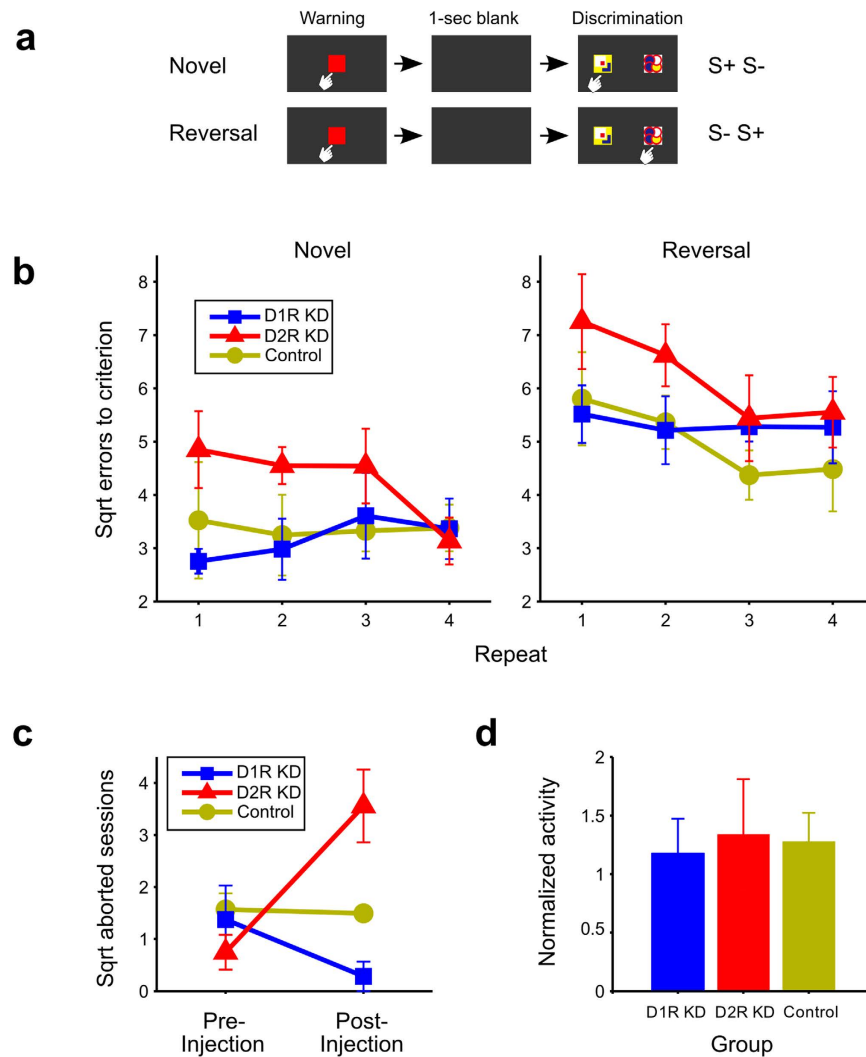 a
Warning 1-sec blank Discrimination
Novel S+ S-
Reversal S- S+
b
Novel Reversal
Sqrt errors to criterion
8
7
6
5
4
3
2
D1R KD
D2R KD
Control
1 2 3 4
8
7
6
5
4
3
2
1 2 3 4
Repeat
c
Sqrt aborted sessions
4
3
2
1
0
D1R KD
D2R KD
Control
Pre-Injection
Post-Injection
d
Normalized activity
2
1.5
1
0.5
0
D1R KD D2R KD Control
Group